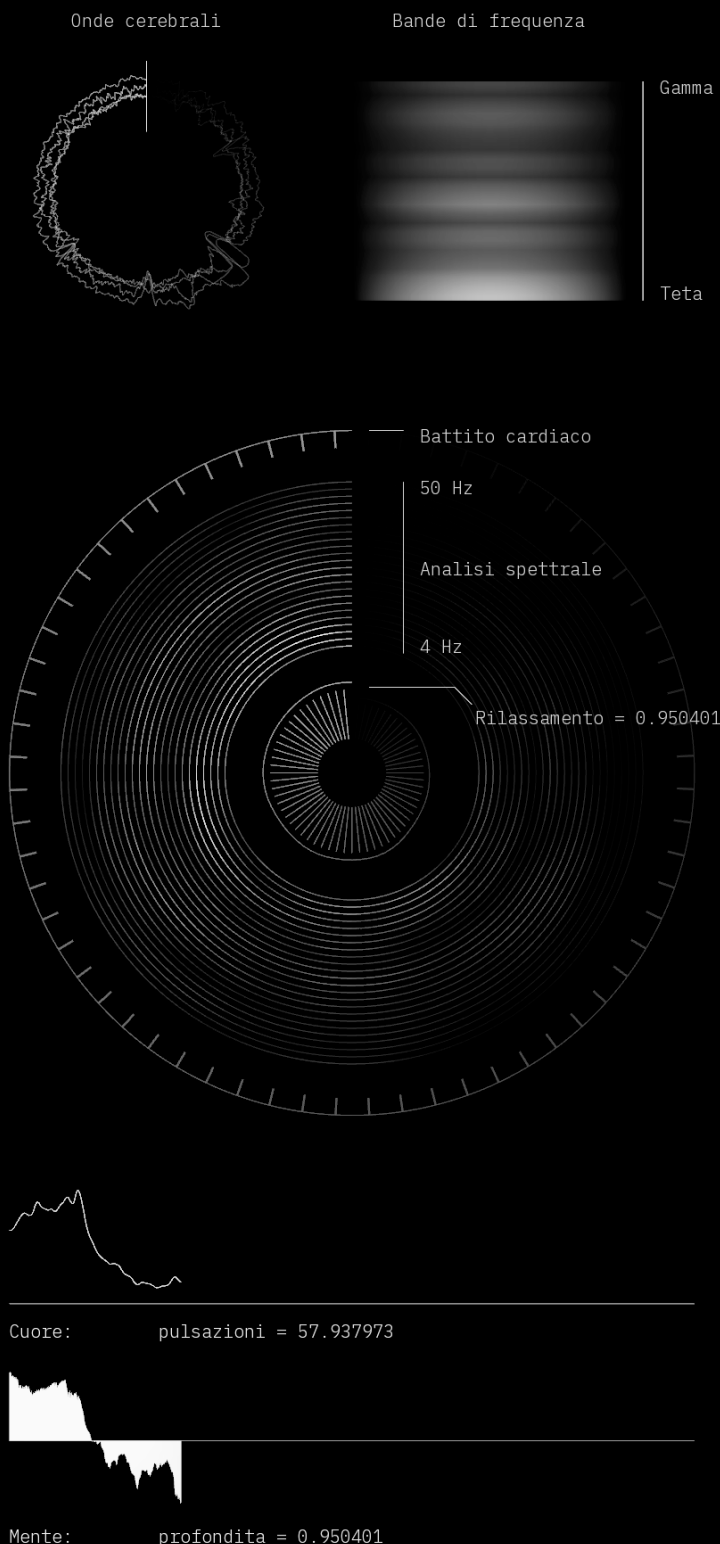 Onde cerebrali
Bande di frequenza
Gamma
Teta
Battito cardiaco
50 Hz
Analisi spettrale
4 Hz
Rilassamento = 0.950401
Cuore: pulsazioni = 57.937973
Mente: profondita = 0.950401